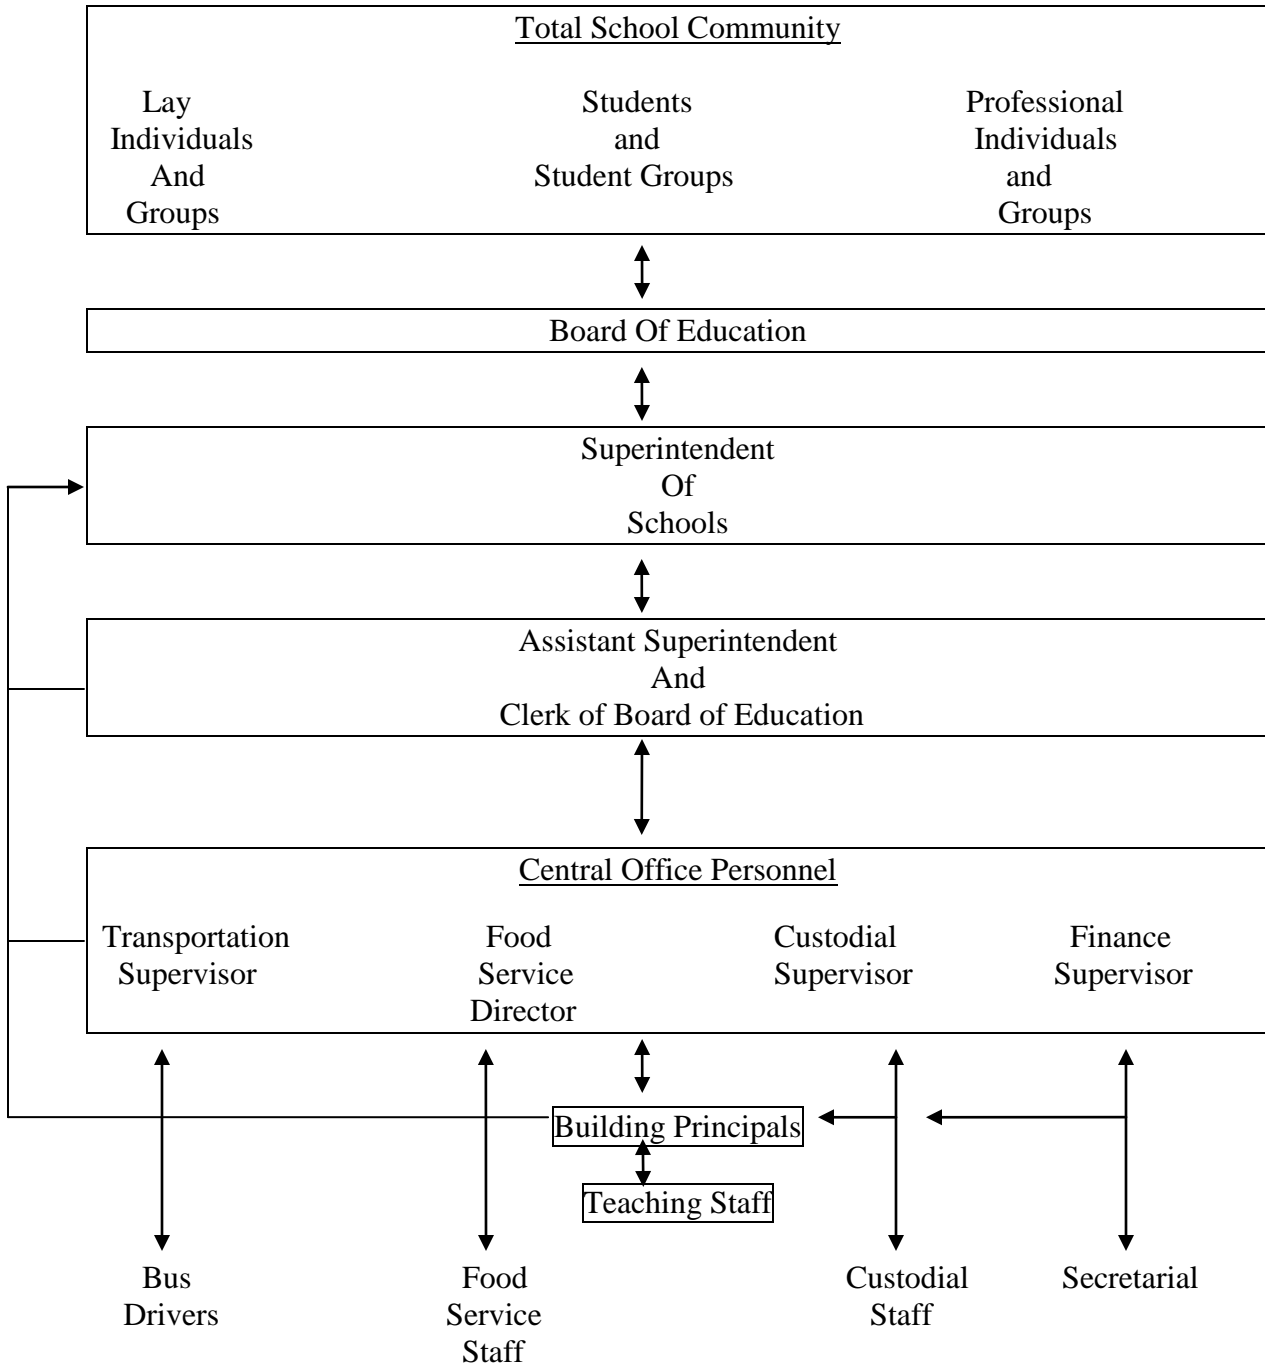 Total School Community
Lay
Individuals
And
Groups
Students
and
Student Groups
Professional
Individuals
and
Groups
Board Of Education
Superintendent
Of
Schools
Assistant Superintendent
And
Clerk of Board of Education
Central Office Personnel
Transportation
Supervisor
Food
Service
Director
Custodial
Supervisor
Finance
Supervisor
Building Principals
Teaching Staff
Bus
Drivers
Food
Service
Staff
Custodial
Staff
Secretarial